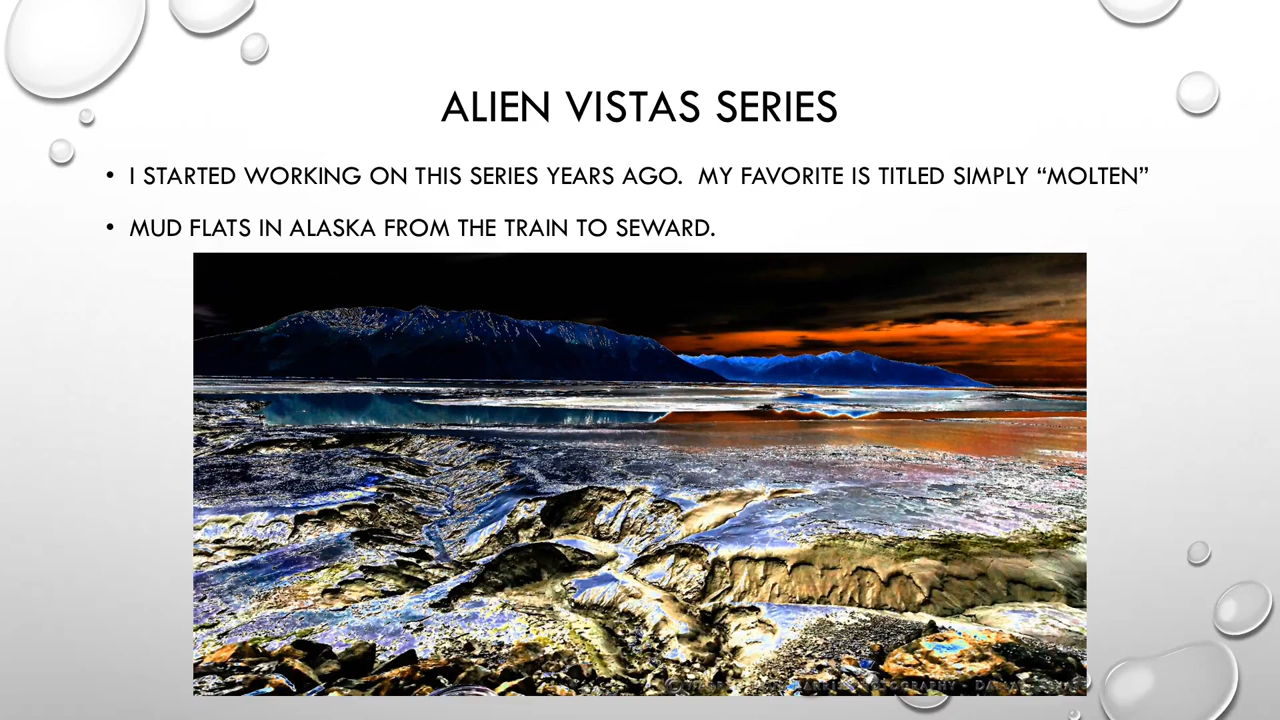 ALIEN VISTAS SERIES
• I STARTED WORKING ON THIS SERIES YEARS AGO.  MY FAVORITE IS TITLED SIMPLY “MOLTEN”
• MUD FLATS IN ALASKA FROM THE TRAIN TO SEWARD.